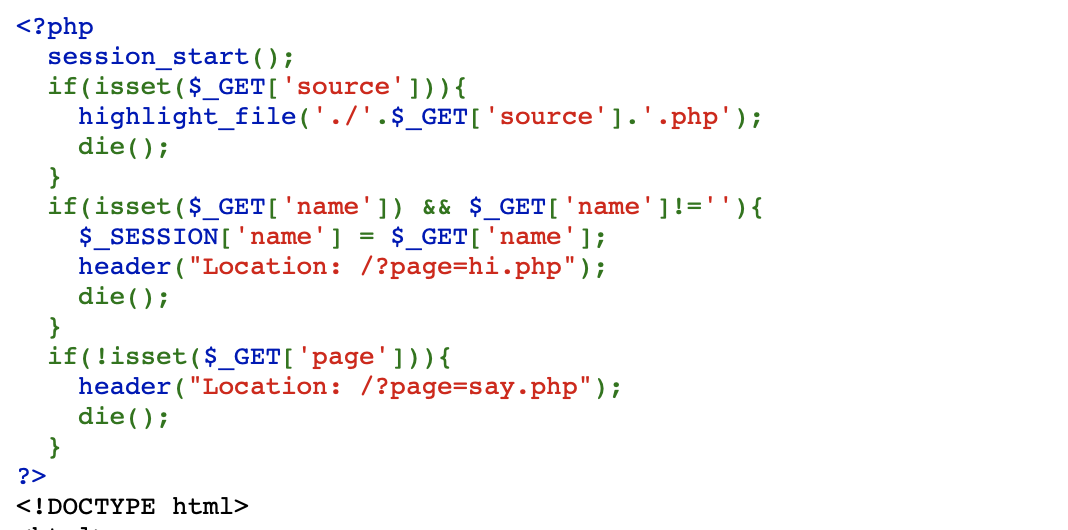 <?php
  session_start();
  if(isset($_GET['source'])){
    highlight_file('./'.$_GET['source'].'.php');
    die();
  }
  if(isset($_GET['name']) && $_GET['name']!=''){
    $_SESSION['name'] = $_GET['name'];
    header("Location: /?page=hi.php");
    die();
  }
  if(!isset($_GET['page'])){
    header("Location: /?page=say.php");
    die();
  }
?>
<!DOCTYPE html>